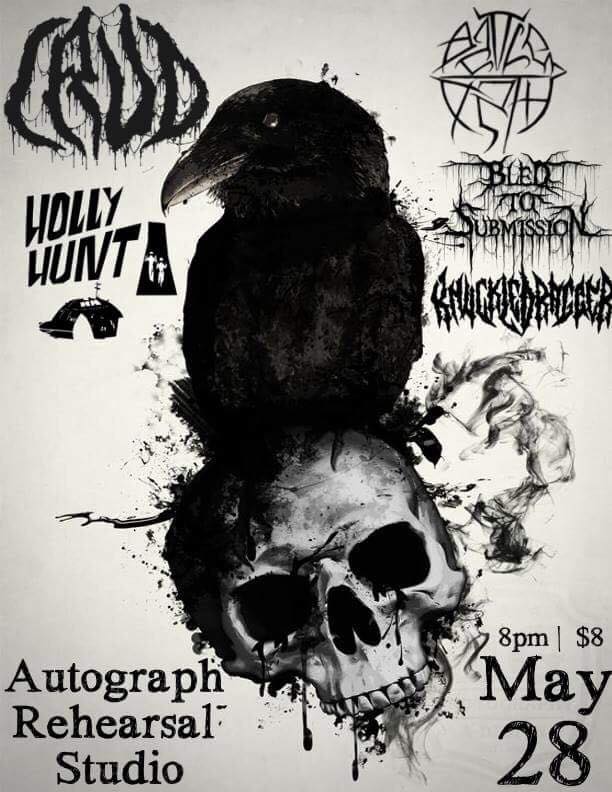 CRUD
HOLLY
HUNT
BLED
TO
SUBMISSION
KNUCKLEDRAGGER
8pm | $8
Autograph
Rehearsal
Studio
May
28